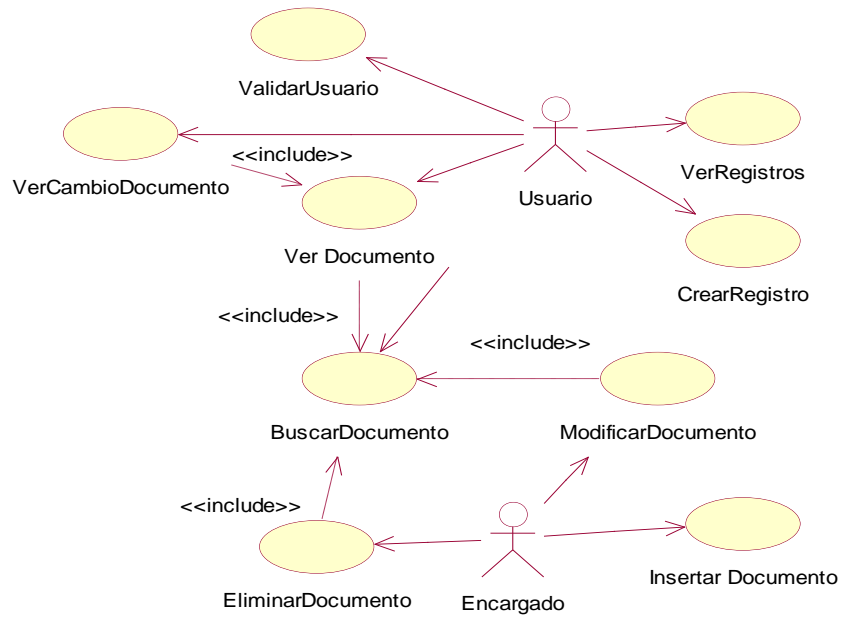 ValidarUsuario
<<include>>
VerRegistros
VerCambioDocumento
Usuario
Ver Documento
CrearRegistro
<<include>>
<<include>>
BuscarDocumento
ModificarDocumento
<<include>>
Insertar Documento
EliminarDocumento
Encargado